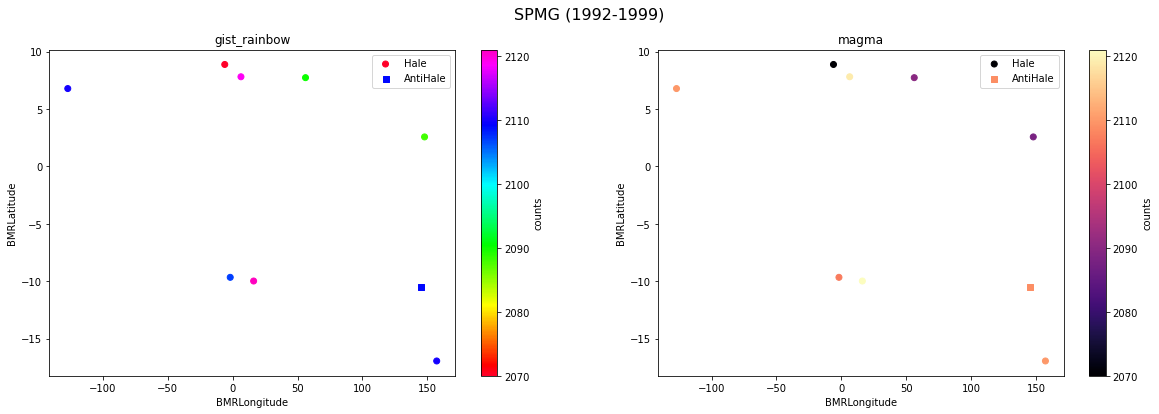 SPMG (1992-1999)
gist_rainbow
Hale
AntiHale
10
5
0
−5
−10
−15
BMRLatitude
−100
−50
0
50
100
150
BMRLongitude
2120
2110
2100
2090
2080
2070
counts
magma
Hale
AntiHale
10
5
0
−5
−10
−15
BMRLatitude
−100
−50
0
50
100
150
BMRLongitude
2120
2110
2100
2090
2080
2070
counts